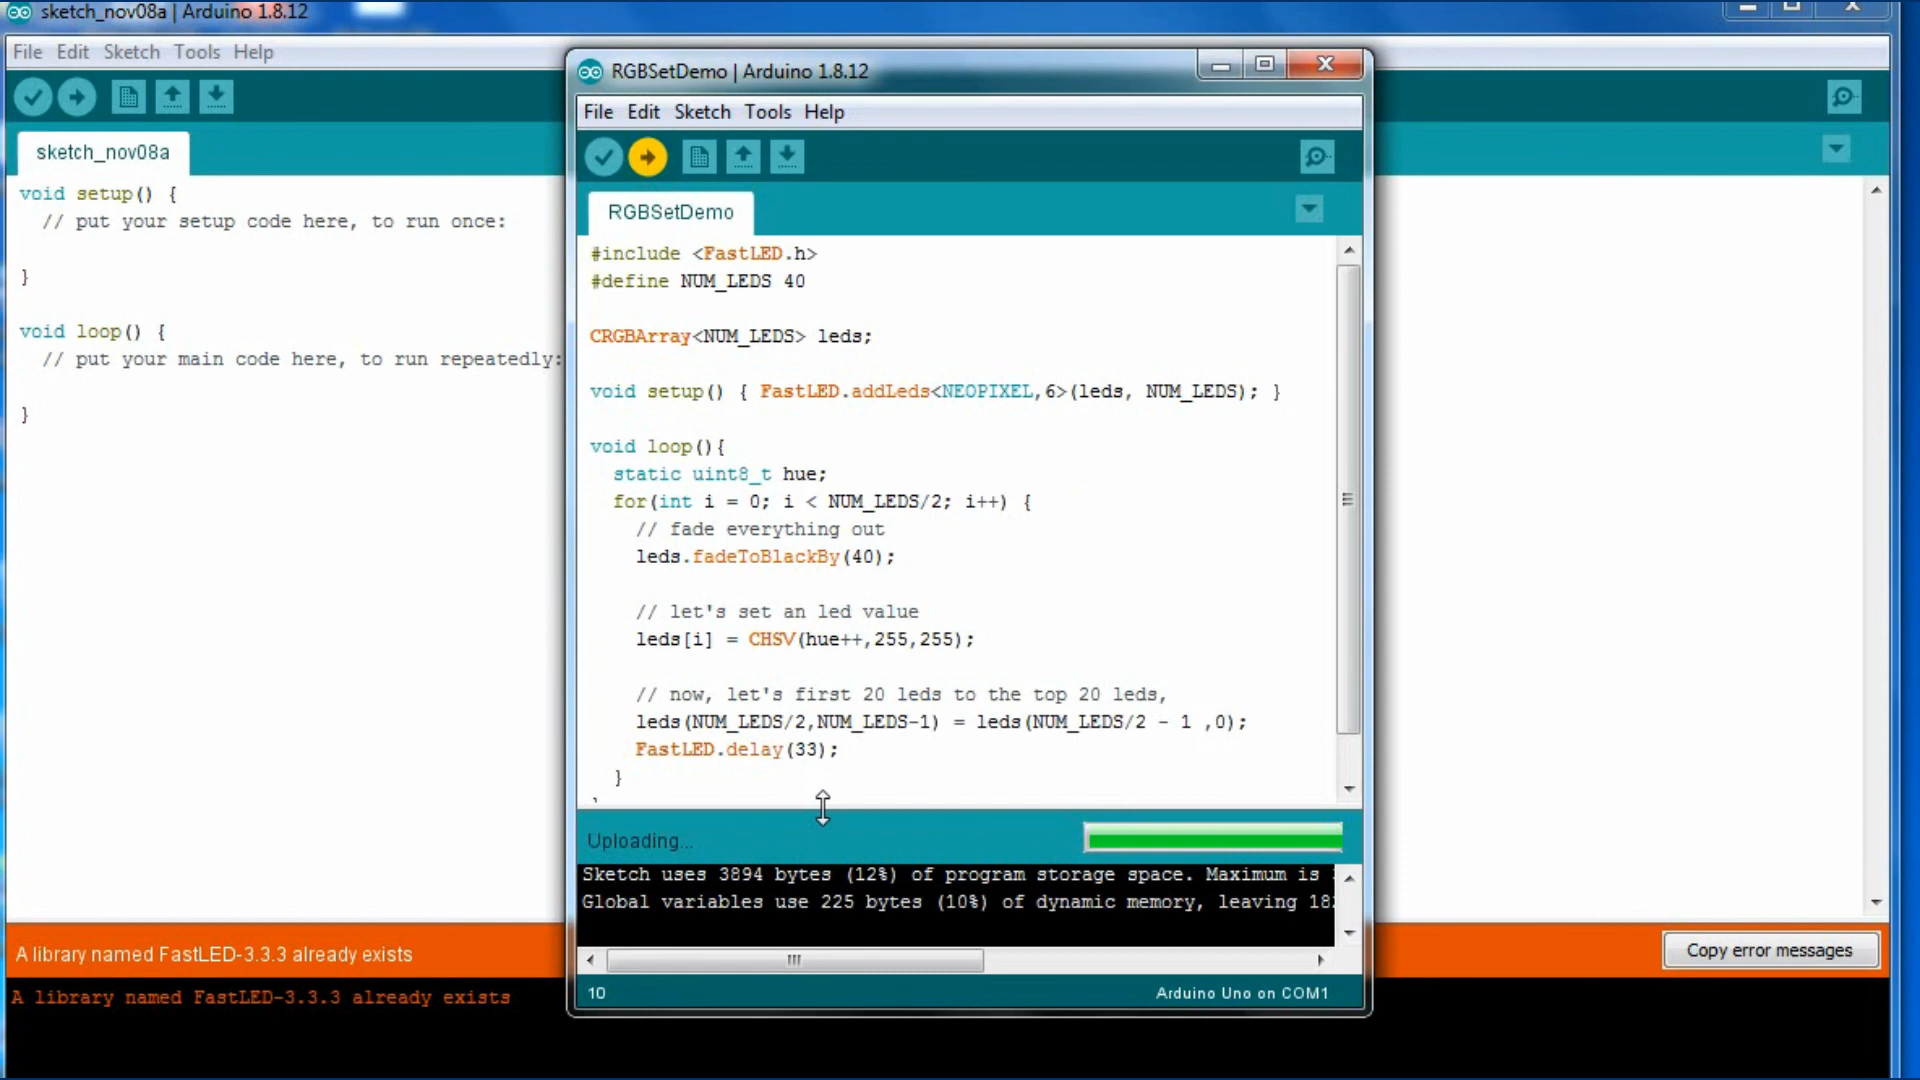 sketch_nov08a | Arduino 1.8.12
File Edit Sketch Tools Help
sketch_nov08a
void setup() {
// put your setup code here, to run once:
}
void loop() {
// put your main code here, to run repeatedly:
}
A library named FastLED-3.3.3 already exists
Copy error messages
A library named FastLED-3.3.3 already exists
RGBSetDemo | Arduino 1.8.12
File Edit Sketch Tools Help
RGBSetDemo
#include <FastLED.h>
#define NUM_LEDS 40
CRGBArray<NUM_LEDS> leds;
void setup() { FastLED.addLeds<NEOPIXEL,6>(leds, NUM_LEDS); }
void loop(){
static uint8_t hue;
for(int i = 0; i < NUM_LEDS/2; i++) {
// fade everything out
leds.fadeToBlackBy(40);
// let's set an led value
leds[i] = CHSV(hue++,255,255);
// now, let's first 20 leds to the top 20 leds,
leds(NUM_LEDS/2,NUM_LEDS-1) = leds(NUM_LEDS/2 - 1 ,0);
FastLED.delay(33);
}
Uploading...
Sketch uses 3894 bytes (12%) of program storage space. Maximum is
Global variables use 225 bytes (10%) of dynamic memory, leaving 18
10
Arduino Uno on COM1